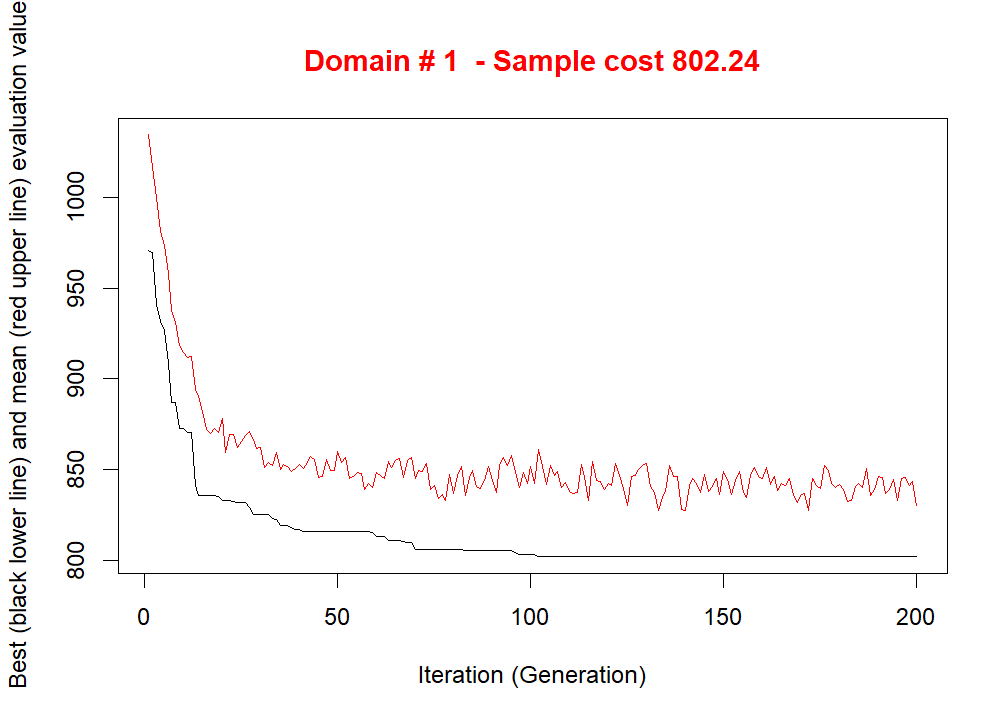 Domain # 1  - Sample cost 802.24
Best (black lower line) and mean (red upper line) evaluation value
1000
950
900
850
800
0 50 100 150 200
Iteration (Generation)